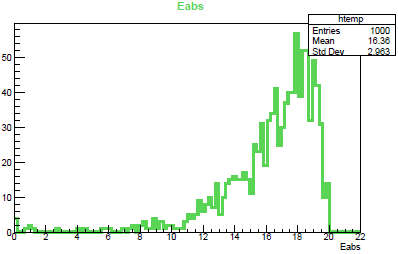 Eabs
htemp
Entries 1000
Mean 16.36
Std Dev 2.963
50
40
30
20
10
0
0 2 4 6 8 10 12 14 16 18 20 22
Eabs